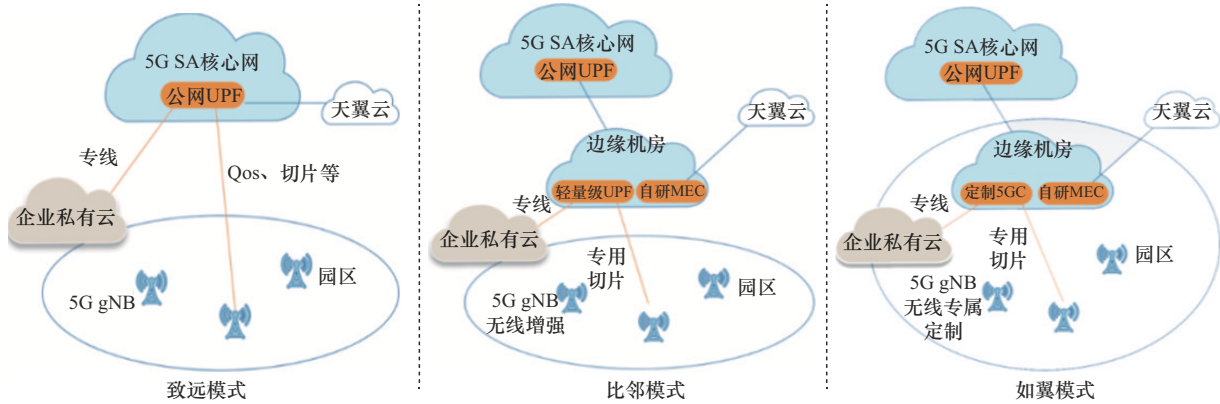 5G SA核心网
公网UPF
天翼云
专线
Qos、切片等
企业私有云
5G gNB
园区
致远模式
5G SA核心网
公网UPF
天翼云
边缘机房
轻量级UPF
自研MEC
专线
企业私有云
专用
切片
5G gNB
无线增强
园区
比邻模式
5G SA核心网
公网UPF
天翼云
边缘机房
定制5GC
自研MEC
专线
企业私有云
专用
切片
5G gNB
无线专属
定制
园区
如翼模式